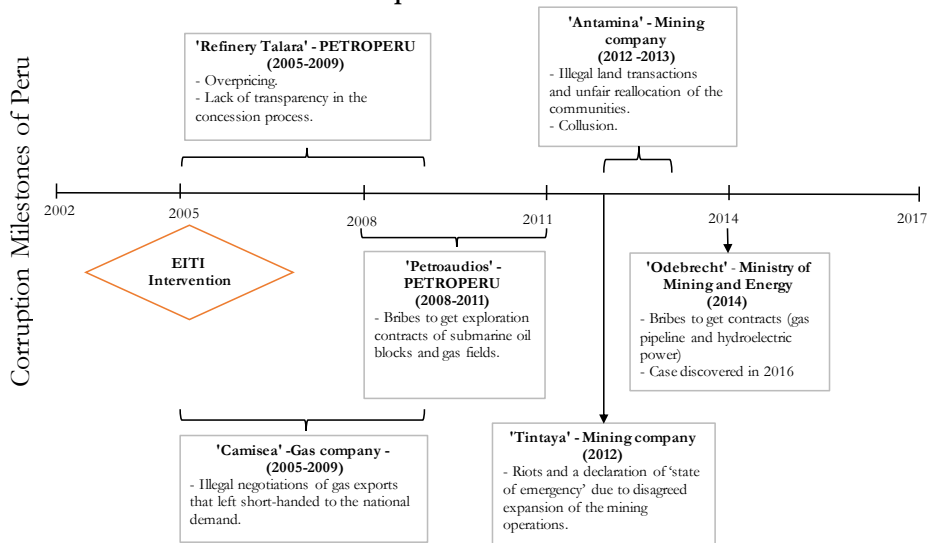 Corruption Milestones of Peru
'Refinery Talara' - PETROPERU
(2005-2009)
- Overpricing.
- Lack of transparency in the
concession process.
'Antamina' - Mining
company
(2012 -2013)
- Illegal land transactions
and unfair reallocation of the
communities.
- Collusion.
2002
2005
2008
2011
2014
2017
EITI
Intervention
'Petroaudios' -
PETROPERU
(2008-2011)
- Bribes to get exploration
contracts of submarine oil
blocks and gas fields.
'Odebrecht' - Ministry of
Mining and Energy
(2014)
- Bribes to get contracts (gas
pipeline and hydroelectric
power)
- Case discovered in 2016
'Camisea' -Gas company -
(2005-2009)
- Illegal negotiations of gas exports
that left short-handed to the national
demand.
'Tintaya' - Mining company
(2012)
- Riots and a declaration of ‘state
of emergency’ due to disagreed
expansion of the mining
operations.